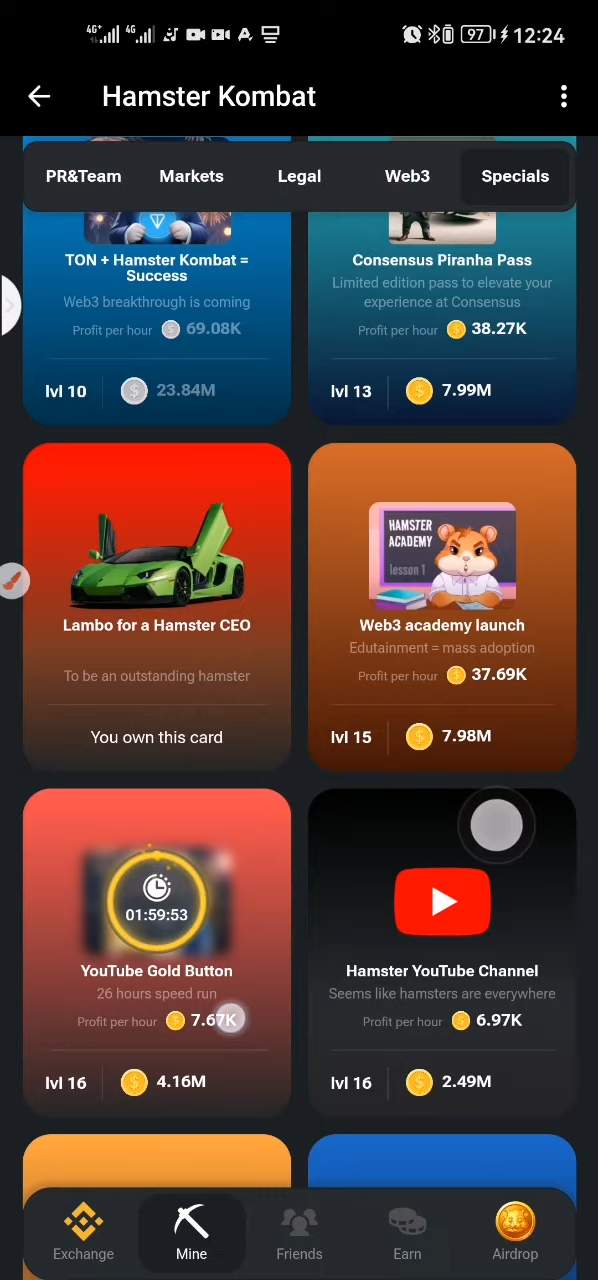 4G+ 4G 97 12:24
Hamster Kombat
PR&Team Markets Legal Web3 Specials
TON + Hamster Kombat =
Success
Web3 breakthrough is coming
Profit per hour 69.08K
lvl 10 23.84M
Consensus Piranha Pass
Limited edition pass to elevate your
experience at Consensus
Profit per hour 38.27K
lvl 13 7.99M
Lambo for a Hamster CEO
To be an outstanding hamster
You own this card
HAMSTER
ACADEMY
lesson 1
Web3 academy launch
Edutainment = mass adoption
Profit per hour 37.69K
lvl 15 7.98M
01:59:53
YouTube Gold Button
26 hours speed run
Profit per hour 7.67K
lvl 16 4.16M
Hamster YouTube Channel
Seems like hamsters are everywhere
Profit per hour 6.97K
lvl 16 2.49M
Exchange Mine Friends Earn Airdrop